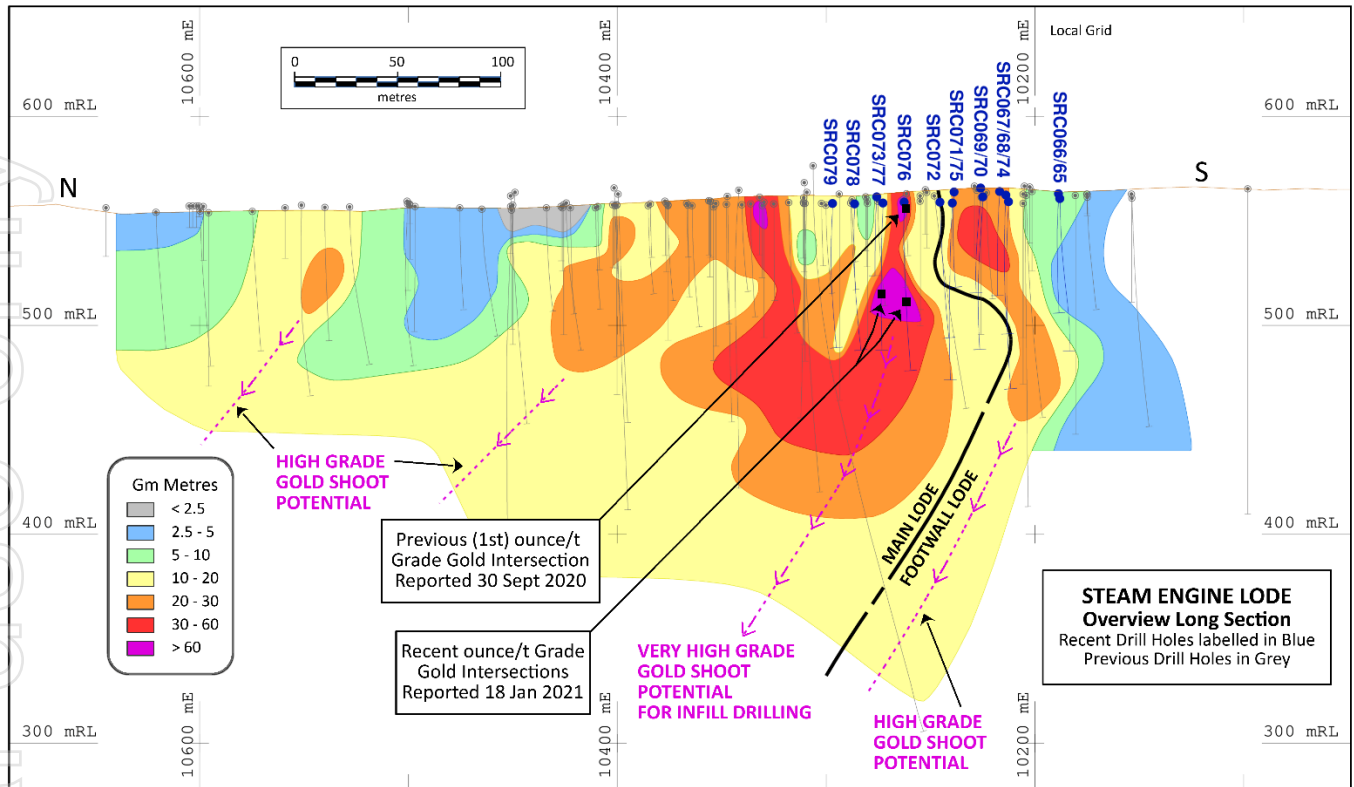 10600 mE
10400 mE
10200 mE
Local Grid
0 50 100
metres
600 mRL
600 mRL
SRC079
SRC078
SRC073/77
SRC076
SRC072
SRC071/75
SRC069/70
SRC067/68/74
SRC066/65
N
S
500 mRL
500 mRL
Gm Metres
< 2.5
2.5 - 5
5 - 10
10 - 20
20 - 30
30 - 60
> 60
HIGH GRADE
GOLD SHOOT
POTENTIAL
400 mRL
400 mRL
MAIN LODE
FOOTWALL LODE
Previous (1st) ounce/t
Grade Gold Intersection
Reported 30 Sept 2020
Recent ounce/t Grade
Gold Intersections
Reported 18 Jan 2021
VERY HIGH GRADE
GOLD SHOOT
POTENTIAL
FOR INFILL DRILLING
HIGH GRADE
GOLD SHOOT
POTENTIAL
STEAM ENGINE LODE
Overview Long Section
Recent Drill Holes labelled in Blue
Previous Drill Holes in Grey
300 mRL
300 mRL
10600 mE
10400 mE
10200 mE